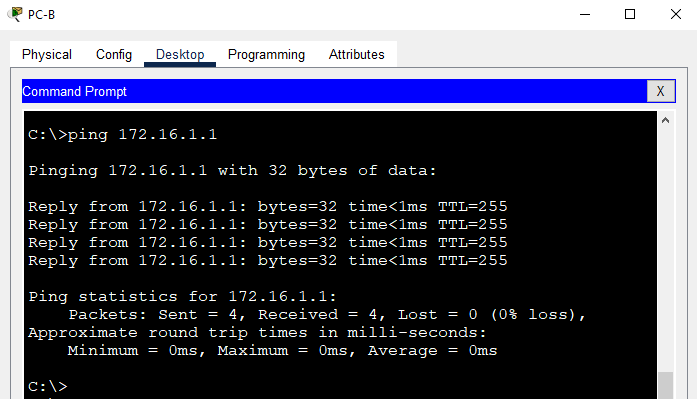 PC-B
Physical Config Desktop Programming Attributes
Command Prompt X
C:\>ping 172.16.1.1
Pinging 172.16.1.1 with 32 bytes of data:
Reply from 172.16.1.1: bytes=32 time<1ms TTL=255
Reply from 172.16.1.1: bytes=32 time<1ms TTL=255
Reply from 172.16.1.1: bytes=32 time<1ms TTL=255
Reply from 172.16.1.1: bytes=32 time<1ms TTL=255
Ping statistics for 172.16.1.1:
Packets: Sent = 4, Received = 4, Lost = 0 (0% loss),
Approximate round trip times in milli-seconds:
Minimum = 0ms, Maximum = 0ms, Average = 0ms
C:\>